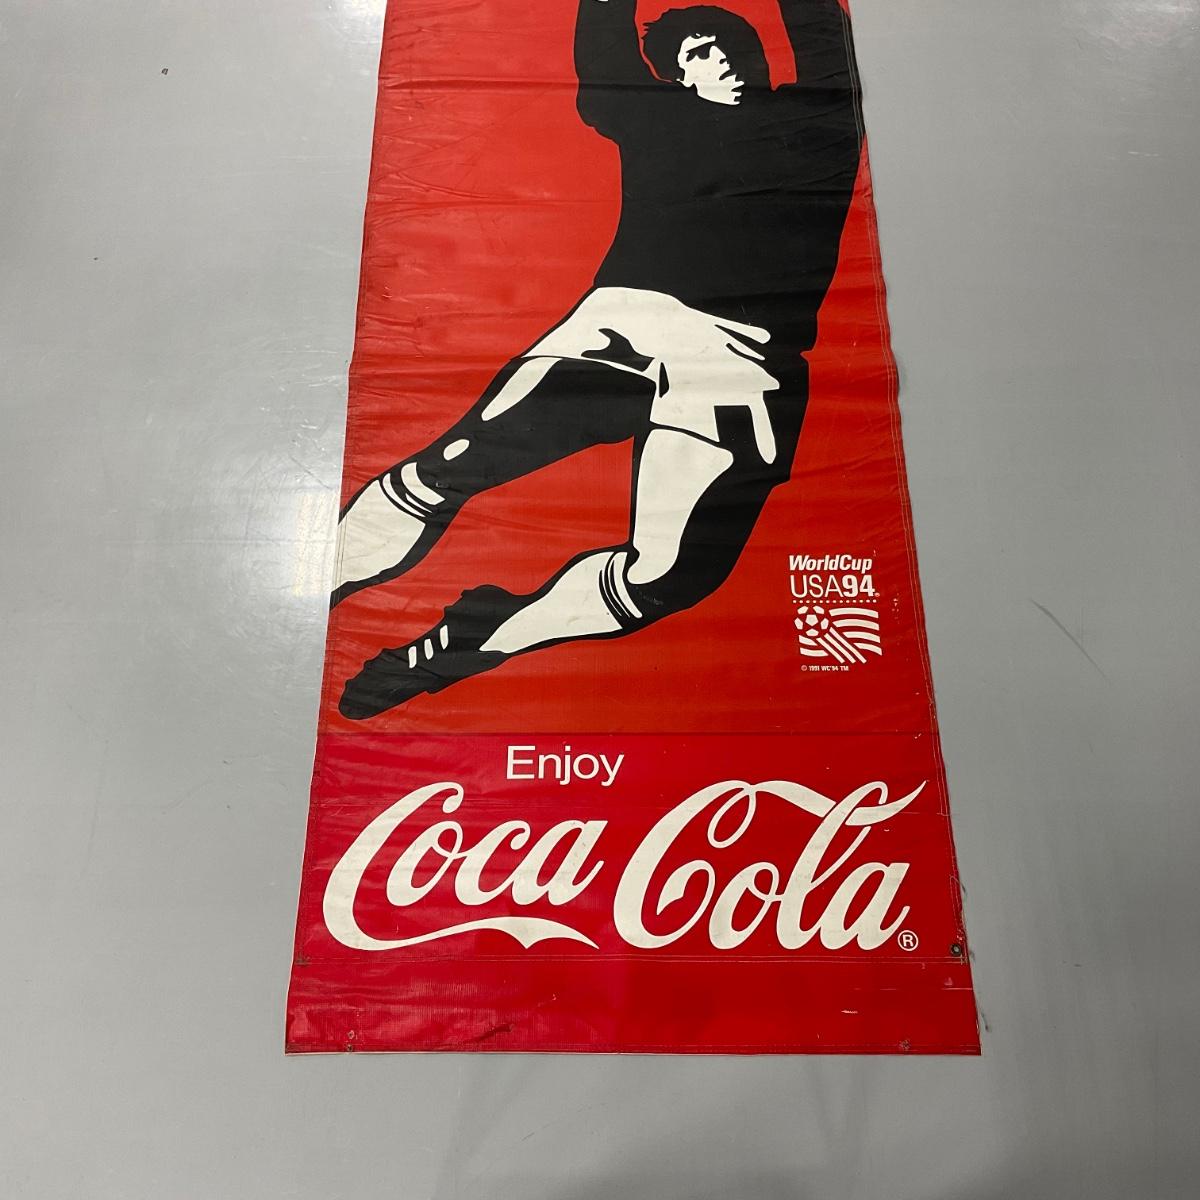 WorldCup
USA94®
© 1991 WC'94 TM
Enjoy
Coca Cola®